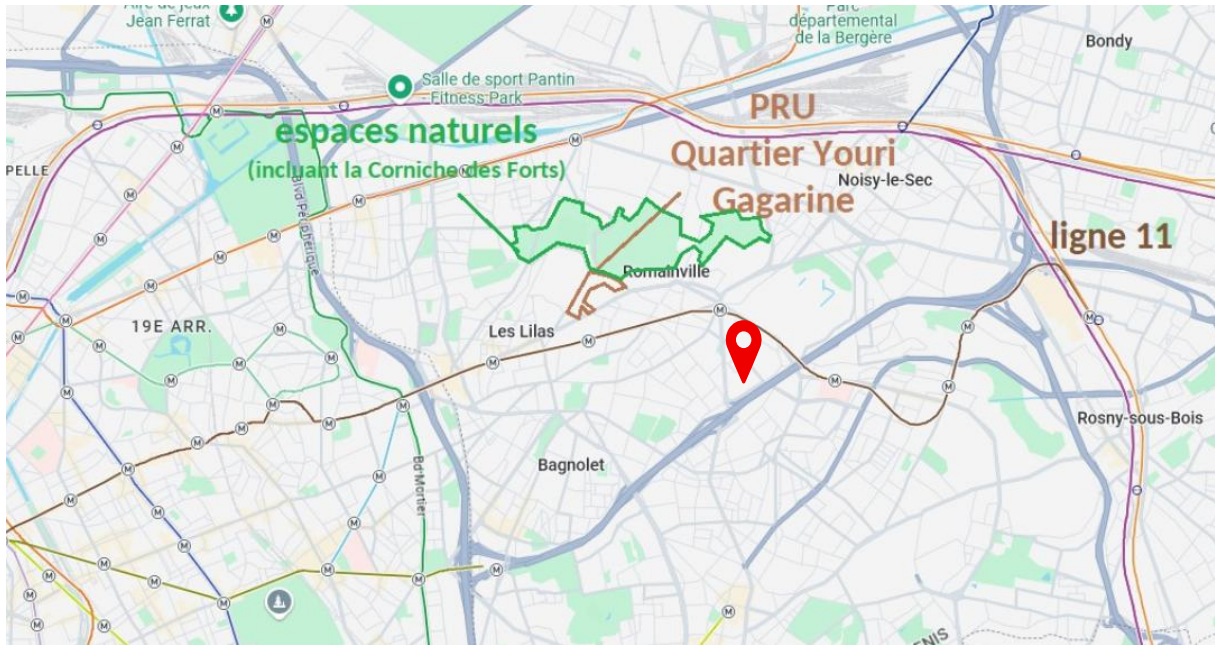 Aire de jeux
Jean Ferrat
Parc
départemental
de la Bergère
Bondy
Salle de sport Pantin
- Fitness Park
PRU
Quartier Youri
Gagarine
espaces naturels
(incluant la Corniche des Forts)
PELLE
Blvd Périphérique
Noisy-le-Sec
ligne 11
Romainville
19E ARR.
Les Lilas
Rosny-sous-Bois
Bagnolet
Bd Mortier
ENIS